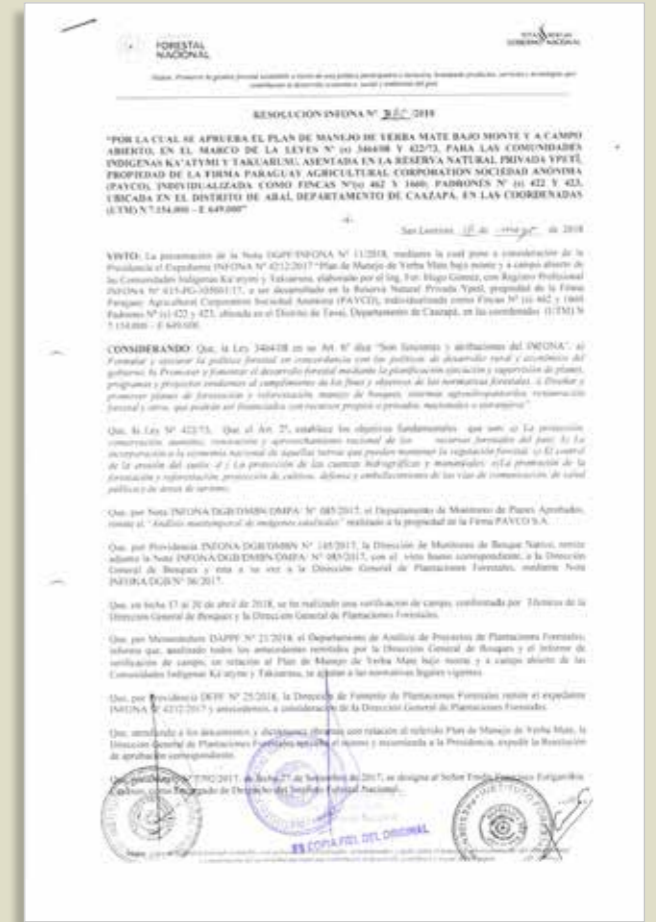 FORESTAL
NACIONAL
GOBIERNO NACIONAL
RESOLUCIÓN INFONA N° /2018
"POR LA CUAL SE APRUEBA EL PLAN DE MANEJO DE YERBA MATE BAJO MONTE Y A CAMPO
ABIERTO, EN EL MARCO DE LA LEYES N° (s) 3464/08 Y 422/73, PARA LAS COMUNIDADES
INDIGENAS KA'ATYMI Y TAKUARUSU, ASENTADA EN LA RESERVA NATURAL PRIVADA YPETÎ,
PROPIEDAD DE LA FIRMA PARAGUAY AGRICULTURAL CORPORATION SOCIEDAD ANÓNIMA
(PAYCO), INDIVIDUALIZADA COMO FINCAS N°(s) 462 Y 1660; PADRONES N° (s) 422 Y 423,
UBICADA EN EL DISTRITO DE ABAÍ, DEPARTAMENTO DE CAAZAPÁ, EN LAS COORDENADAS
(UTM) N 7.154.000 – E 649.000"
San Lorenzo, de mayo de 2018
VISTO: La presentación de la Nota DGPF/INFONA N° 11/2018, mediante la cual pone a consideración de la
Presidencia el Expediente INFONA N° 4212/2017 "Plan de Manejo de Yerba Mate bajo monte y a campo abierto de
las Comunidades Indígenas Ka'atymi y Takuarusu, elaborado por el Ing. For. Hugo Gómez, con Registro Profesional
INFONA N° a ser desarrollado en la Reserva Natural Privada Ypetî, propiedad de la Firma
Paraguay Agricultural Corporation Sociedad Anónima (PAYCO), individualizada como Fincas N° (s) 462 y 1660
Padrones N° (s) 422 y 423, ubicada en el Distrito de Tavaí, Departamento de Caazapá, en las coordenadas (UTM) N
7.154.000 – E 649.000.
CONSIDERANDO: Que, la Ley 3464/08 en su Art. 6° dice "Son funciones y atribuciones del INFONA". a)
Formular y ejecutar la política forestal en concordancia con las políticas de desarrollo rural y económico del
gobierno; b) Promover y fomentar el desarrollo forestal mediante la planificación ejecución y supervisión de planes,
programas y proyectos tendientes al cumplimiento de los fines y objetivos de las normativas forestales. Diseñar y
promover planes de forestación y reforestación, manejo de bosques, sistemas agrosilvopastoriles, restauración
forestal y otros, que podrán ser financiados con recursos propios o privados, nacionales o extranjeros".
Que, la Ley N° 422/73, Que el Art. 2°, establece los objetivos fundamentales que son: a) La protección,
conservación, aumento, renovación y aprovechamiento racional de los recursos forestales del país; b) La
incorporación a la economía nacional de aquellas tierras que puedan mantener la vegetación forestal; c) El control
de la erosión del suelo; d) La protección de las cuencas hidrográficas y manantiales; e) La promoción de la
forestación y reforestación, protección de cultivos, defensa y embellecimiento de las vías de comunicación, de salud
pública y de áreas de turismo.
Que, por Nota INFONA/DGB/DMBN/DMPA/ N° 085/2017, el Departamento de Monitoreo de Planes Aprobados,
remite el "Análisis multitemporal de imágenes satelitales" realizado a la propiedad de la Firma PAYCO S.A.
Que, por Providencia INFONA/DGB/DMBN N° 145/2017, la Dirección de Monitoreo de Bosque Nativo, remite
adjunto la Nota INFONA/DGB/DMBN/DMPA/ N° 085/2017, con el visto bueno correspondiente, a la Dirección
General de Bosques y ésta a su vez a la Dirección General de Plantaciones Forestales, mediante Nota
INFONA/DGB/N° 56/2017.
Que, en fecha 17 al 20 de abril de 2018, se ha realizado una verificación de campo, conformada por Técnicos de la
Dirección General de Bosques y la Dirección General de Plantaciones Forestales.
Que, por Memorándum DAPPF N° 21/2018, el Departamento de Análisis de Proyectos de Plantaciones Forestales,
informa que, analizado todos los antecedentes remitidos por la Dirección General de Bosques y el informe de
verificación de campo, en relación al Plan de Manejo de Yerba Mate bajo monte y a campo abierto de las
Comunidades Indígenas Ka'atymi y Takuarusu, se ajustan a las normativas legales vigentes.
Que, por Providencia DFPF N° 25/2018, la Dirección de Fomento de Plantaciones Forestales remite el expediente
INFONA N° 4212/2017 y antecedentes, a consideración de la Dirección General de Plantaciones Forestales.
Que, atendiendo a los documentos y dictámenes obrantes con relación al referido Plan de Manejo de Yerba Mate, la
Dirección General de Plantaciones Forestales aprueba el mismo y recomienda a la Presidencia, expedir la Resolución
de aprobación correspondiente.
de fecha 27 de Setiembre de 2017, se designa al Señor
como Encargado de Despacho del Instituto Forestal Nacional.
ES COPIA FIEL DEL ORIGINAL